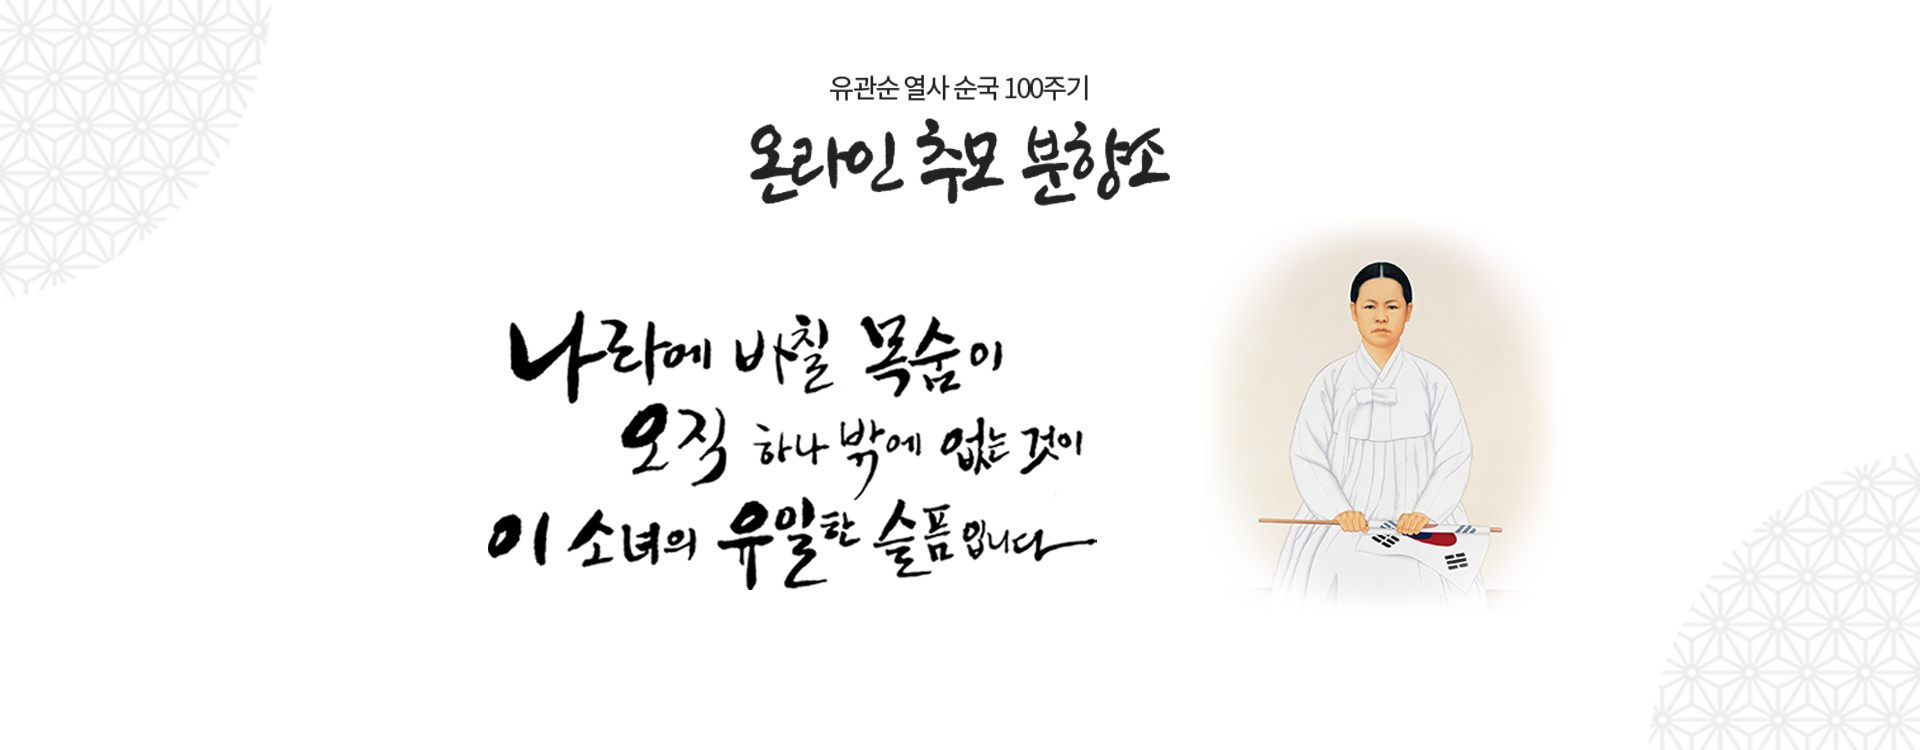 유관순 열사 순국 100주기
온라인 추모 분향소
나라에 바칠 목숨이
오직 하나 밖에 없는 것이
이 소녀의 유일한 슬픔입니다